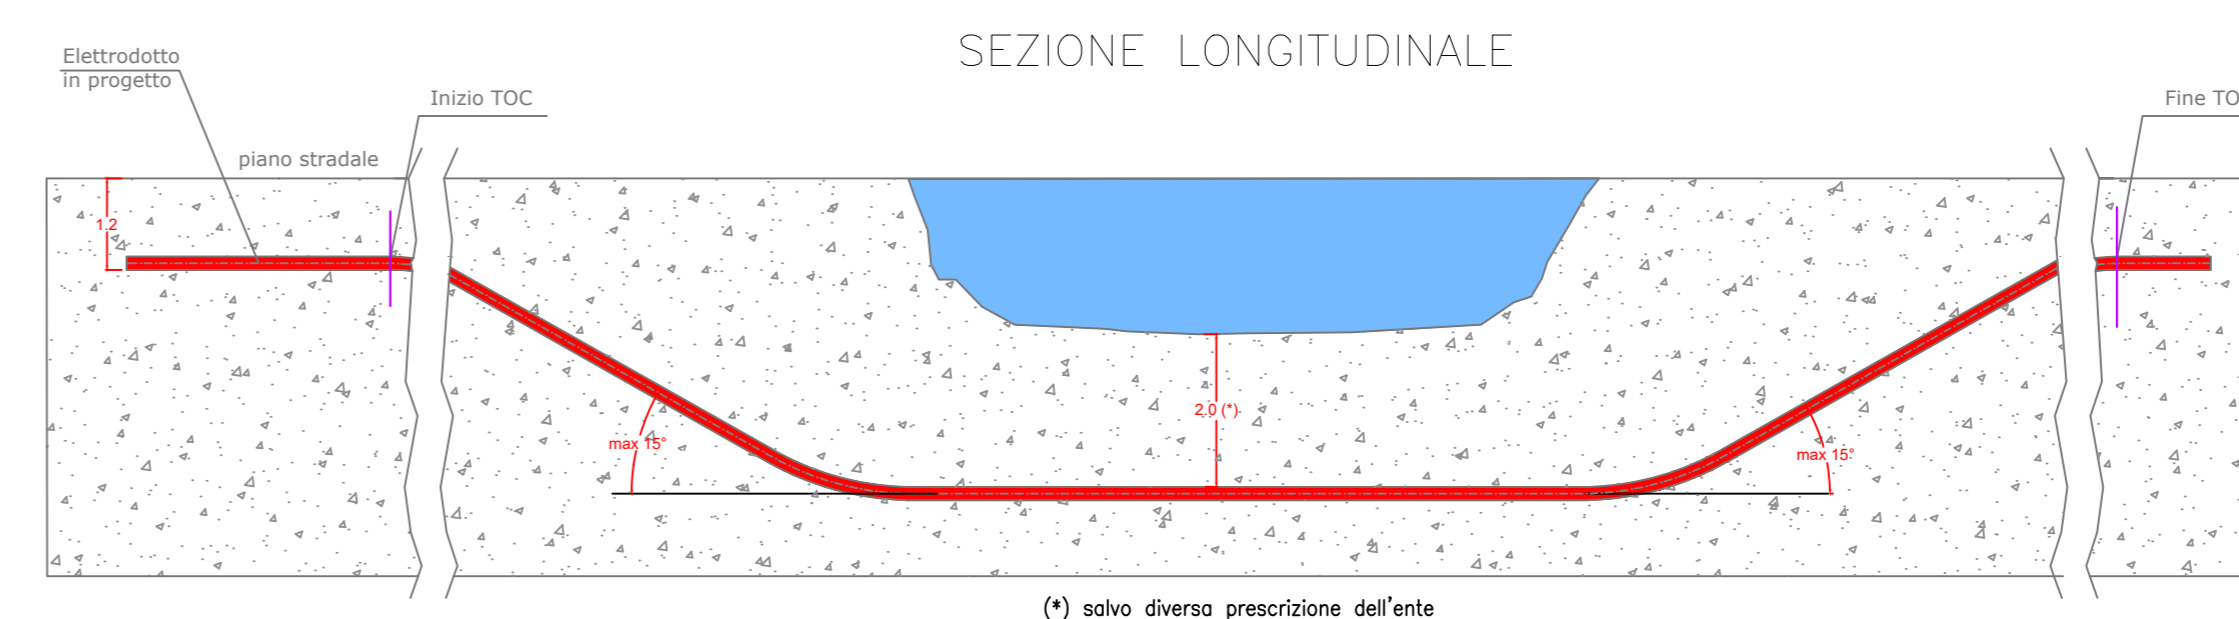 SEZIONE LONGITUDINALE
Elettrodotto
in progetto
Inizio TOC
Fine TO
piano stradale
1.2
2.0 (*)
max 15°
max 15°
(*) salvo diversa prescrizione dell'ente